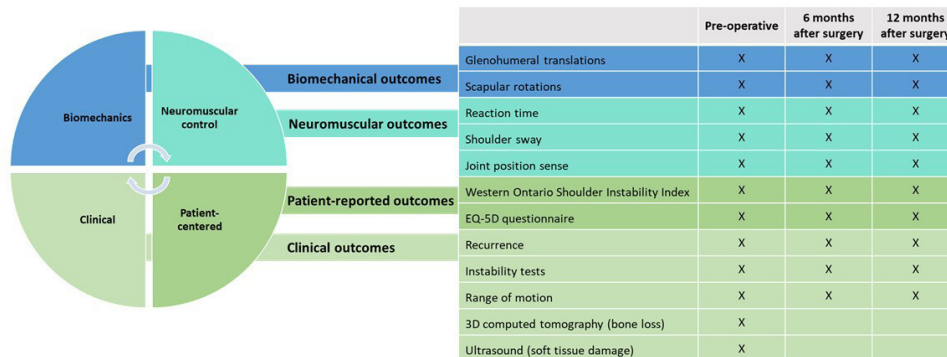 Biomechanics
Neuromuscular
control
Clinical
Patient-
centered
Biomechanical outcomes
Neuromuscular outcomes
Patient-reported outcomes
Clinical outcomes
Pre-operative 6 months after surgery 12 months after surgery
Glenohumeral translations X X X
Scapular rotations X X X
Reaction time X X X
Shoulder sway X X X
Joint position sense X X X
Western Ontario Shoulder Instability Index X X X
EQ-5D questionnaire X X X
Recurrence X X X
Instability tests X X X
Range of motion X X X
3D computed tomography (bone loss) X
Ultrasound (soft tissue damage) X